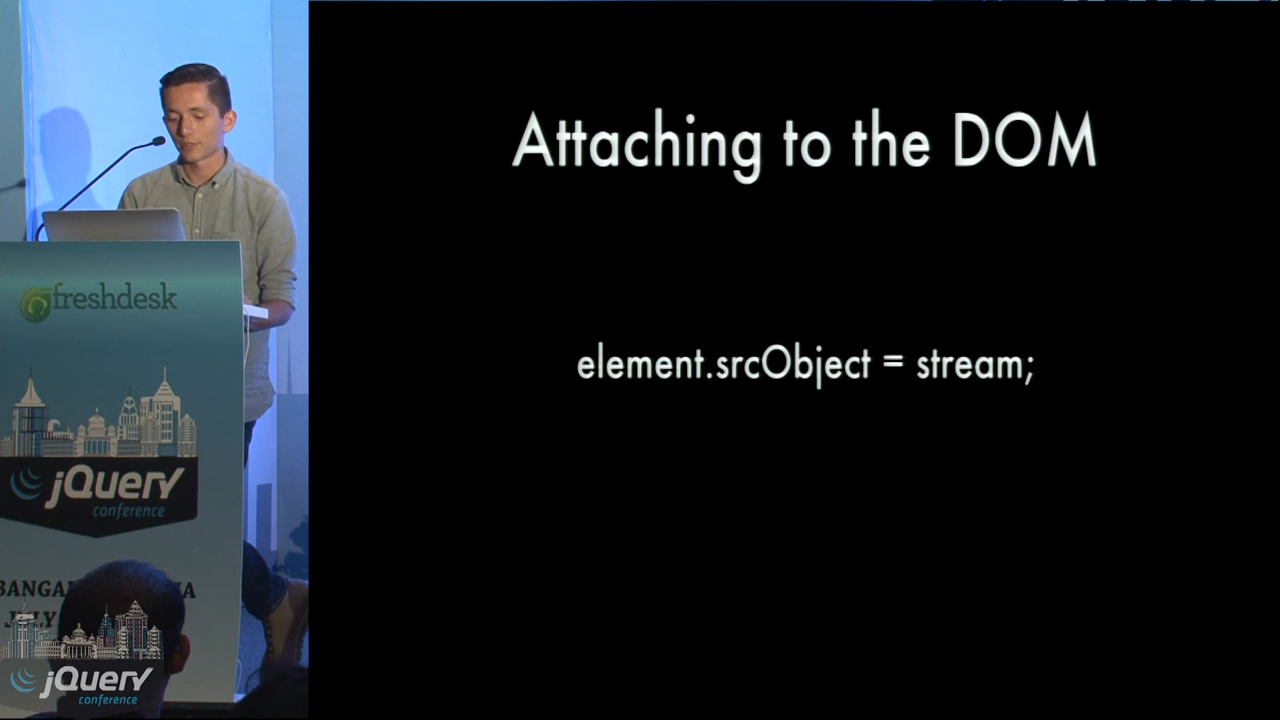 Attaching to the DOM
element.srcObject = stream;
freshdesk
jQuery
conference
jQuery
conference